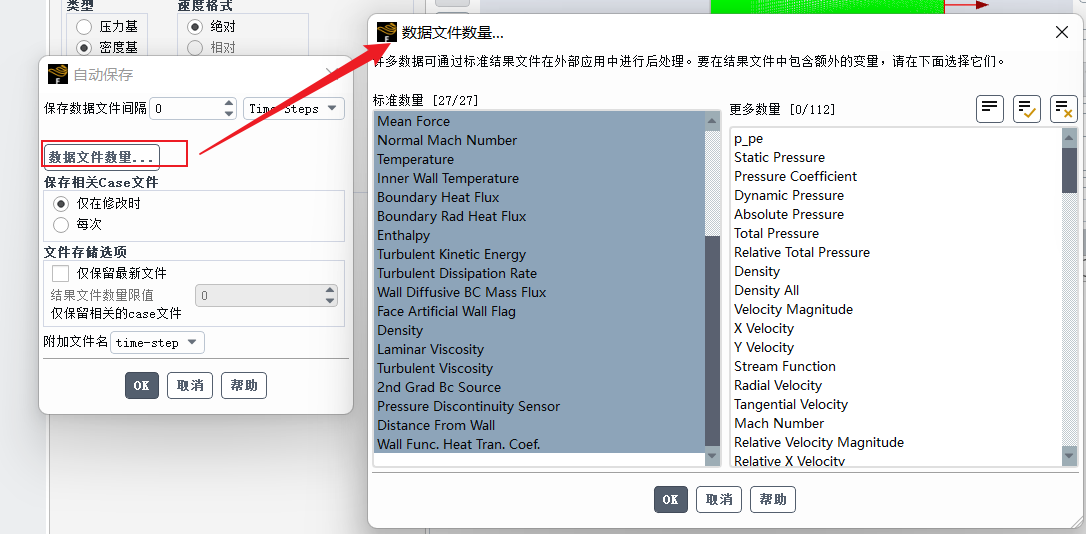 类型
速度格式
压力基
密度基
绝对
相对
自动保存
保存数据文件间隔 0 Time-Steps
数据文件数量...
保存相关Case文件
仅在修改时
每次
文件存储选项
仅保留最新文件
结果文件数量限值 0
仅保留相关的case文件
附加文件名 time-step
OK 取消 帮助
数据文件数量...
许多数据可通过标准结果文件在外部应用中进行后处理。要在结果文件中包含额外的变量，请在下面选择它们。
标准数量 [27/27]
Mean Force
Normal Mach Number
Temperature
Inner Wall Temperature
Boundary Heat Flux
Boundary Rad Heat Flux
Enthalpy
Turbulent Kinetic Energy
Turbulent Dissipation Rate
Wall Diffusive BC Mass Flux
Face Artificial Wall Flag
Density
Laminar Viscosity
Turbulent Viscosity
2nd Grad Bc Source
Pressure Discontinuity Sensor
Distance From Wall
Wall Func. Heat Tran. Coef.
更多数量 [0/112]
p_pe
Static Pressure
Pressure Coefficient
Dynamic Pressure
Absolute Pressure
Total Pressure
Relative Total Pressure
Density
Density All
Velocity Magnitude
X Velocity
Y Velocity
Stream Function
Radial Velocity
Tangential Velocity
Mach Number
Relative Velocity Magnitude
Relative X Velocity
OK 取消 帮助